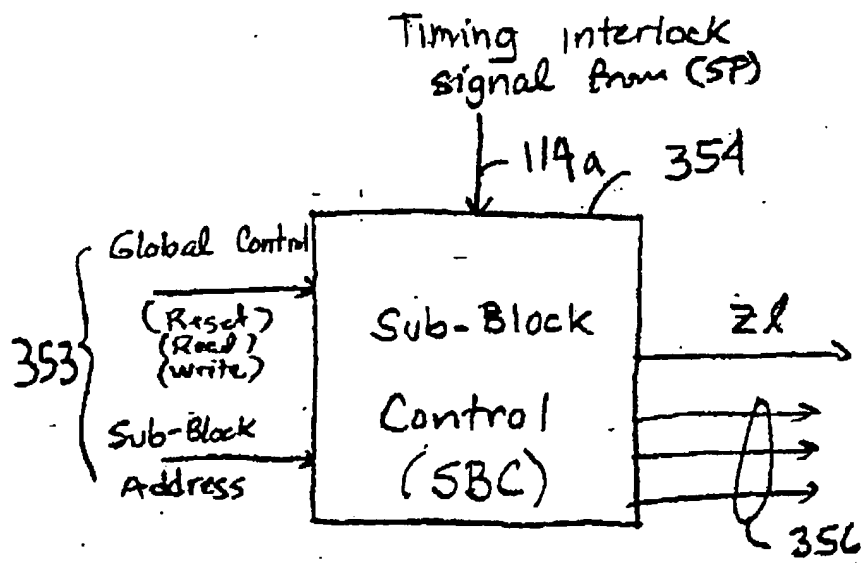 Timing interlock
signal from (SP)
114a
354
Global Control
(Reset)
(Read)
(write)
353
Sub-Block
Address
Sub-Block
Control
(SBC)
zl
356